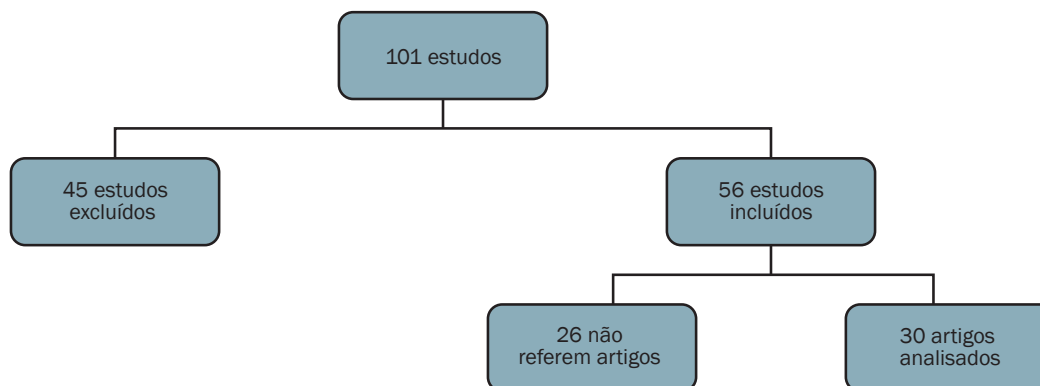 101 estudos
45 estudos
excluídos
56 estudos
incluídos
26 não
referem artigos
30 artigos
analisados